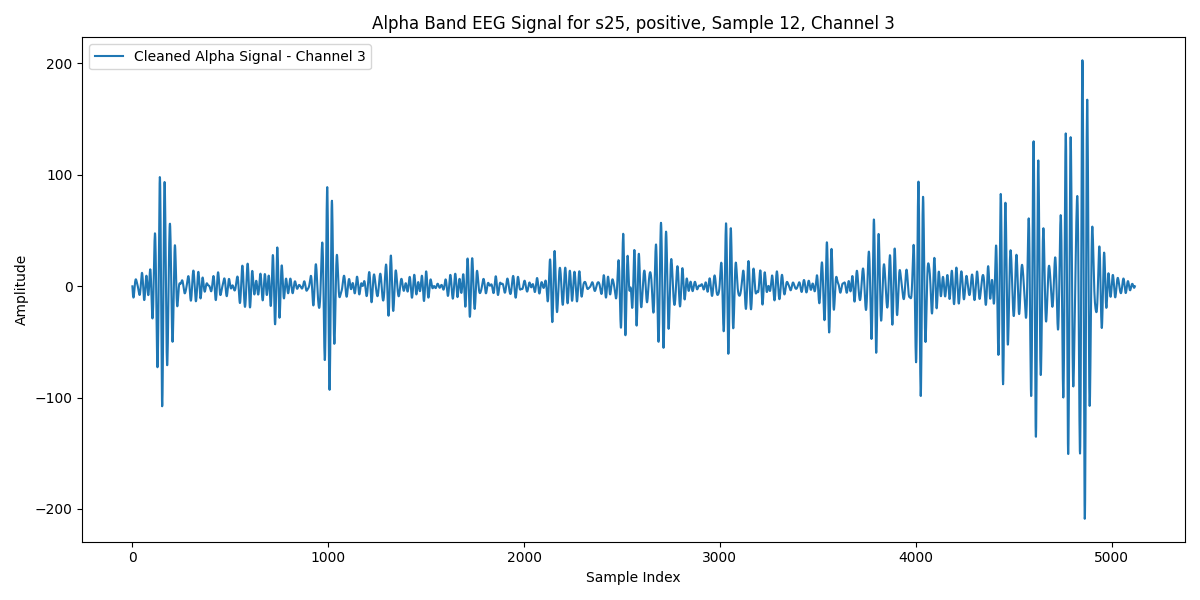 Alpha Band EEG Signal for s25, positive, Sample 12, Channel 3
Cleaned Alpha Signal - Channel 3
200
100
0
−100
−200
Amplitude
0 1000 2000 3000 4000 5000
Sample Index